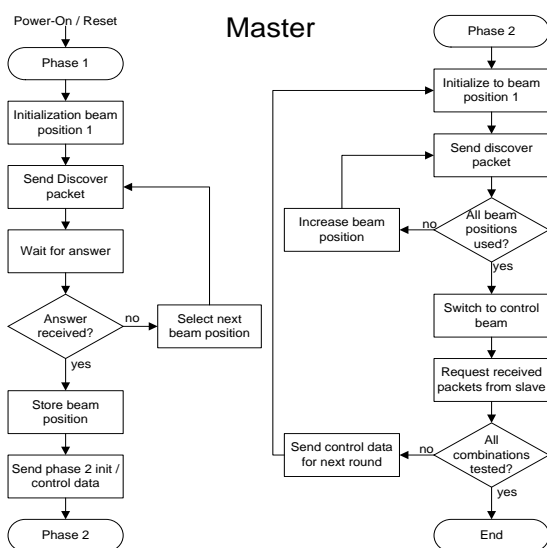 Master
Power-On / Reset
Phase 1
Initialization beam
position 1
Send Discover
packet
Wait for answer
Answer
received?
no
Select next
beam position
yes
Store beam
position
Send phase 2 init /
control data
Phase 2
Phase 2
Initialize to beam
position 1
Send discover
packet
All beam
positions
used?
no
Increase beam
position
yes
Switch to control
beam
Request received
packets from slave
All
combinations
tested?
no
Send control data
for next round
yes
End